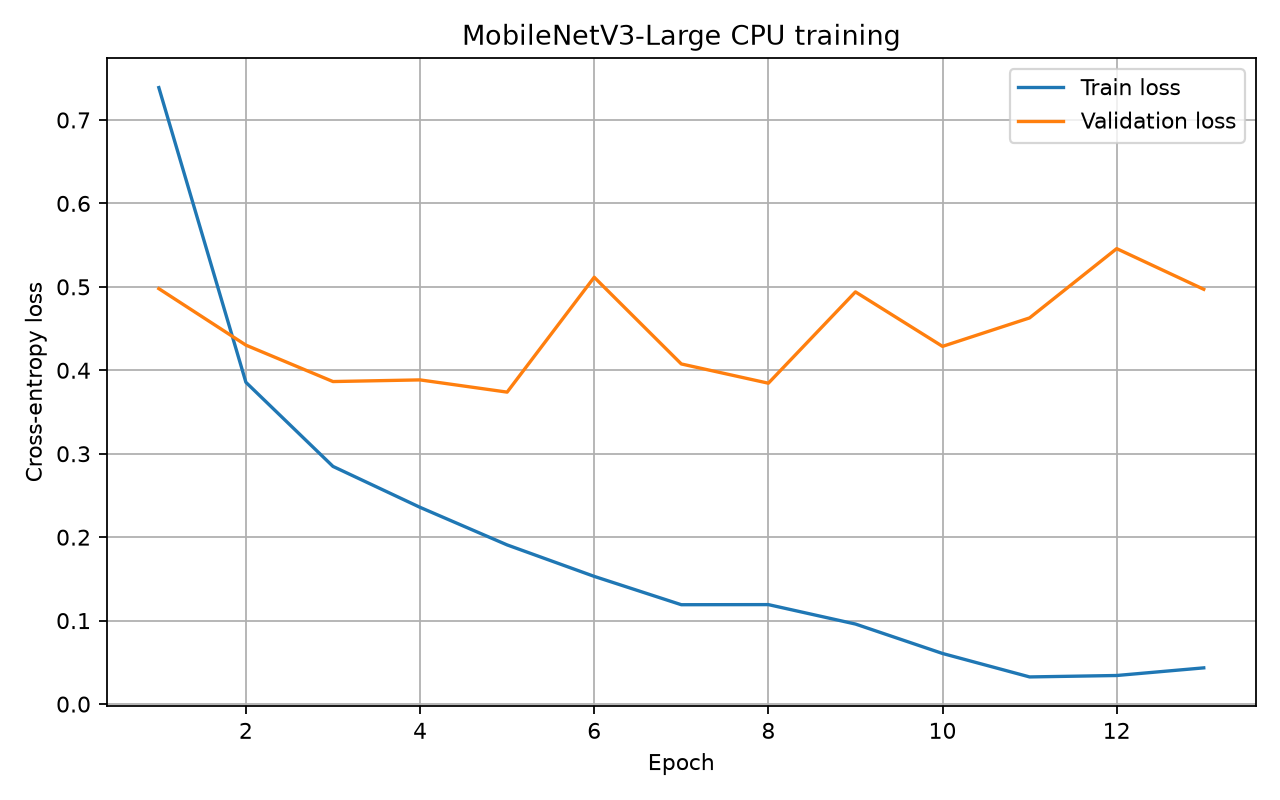 MobileNetV3-Large CPU training
Train loss
Validation loss
Cross-entropy loss
0.7
0.6
0.5
0.4
0.3
0.2
0.1
0.0
2 4 6 8 10 12
Epoch